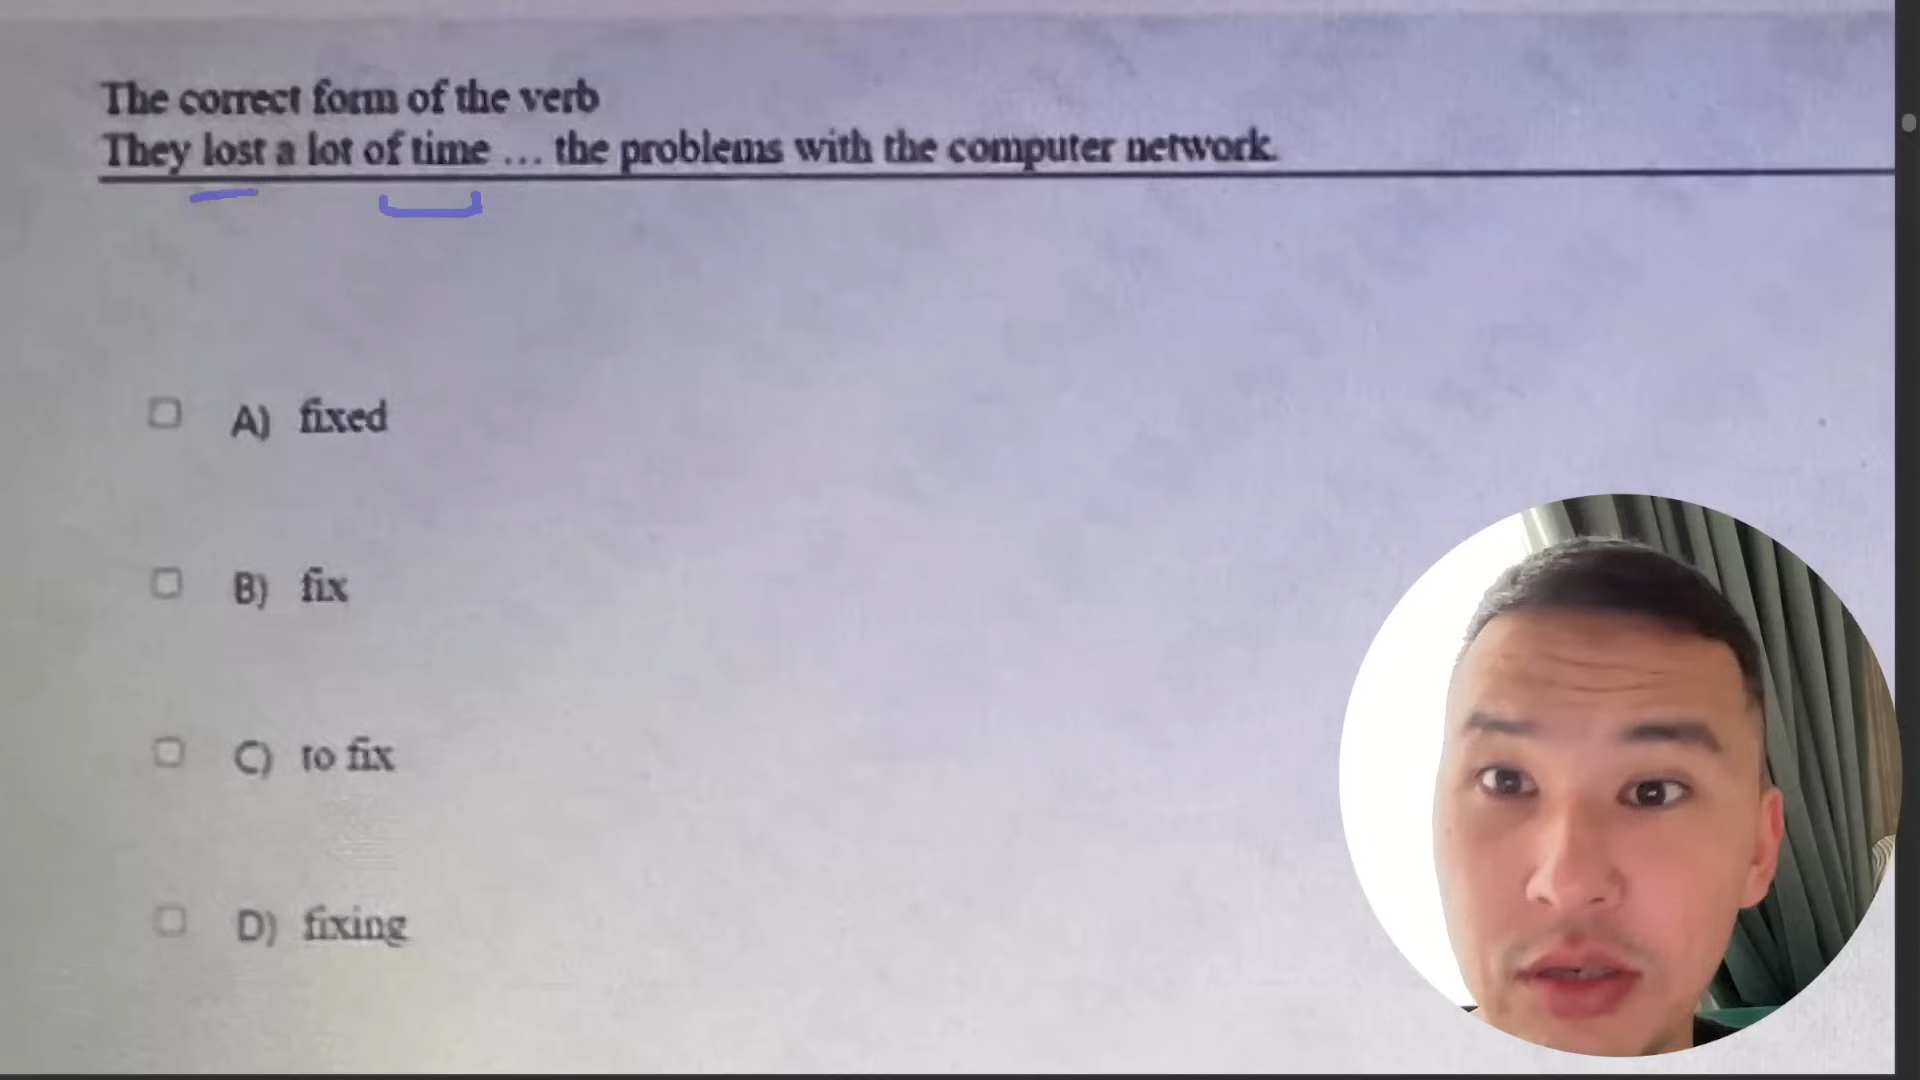 The correct form of the verb
They lost a lot of time ... the problems with the computer network.
A) fixed
B) fix
C) to fix
D) fixing